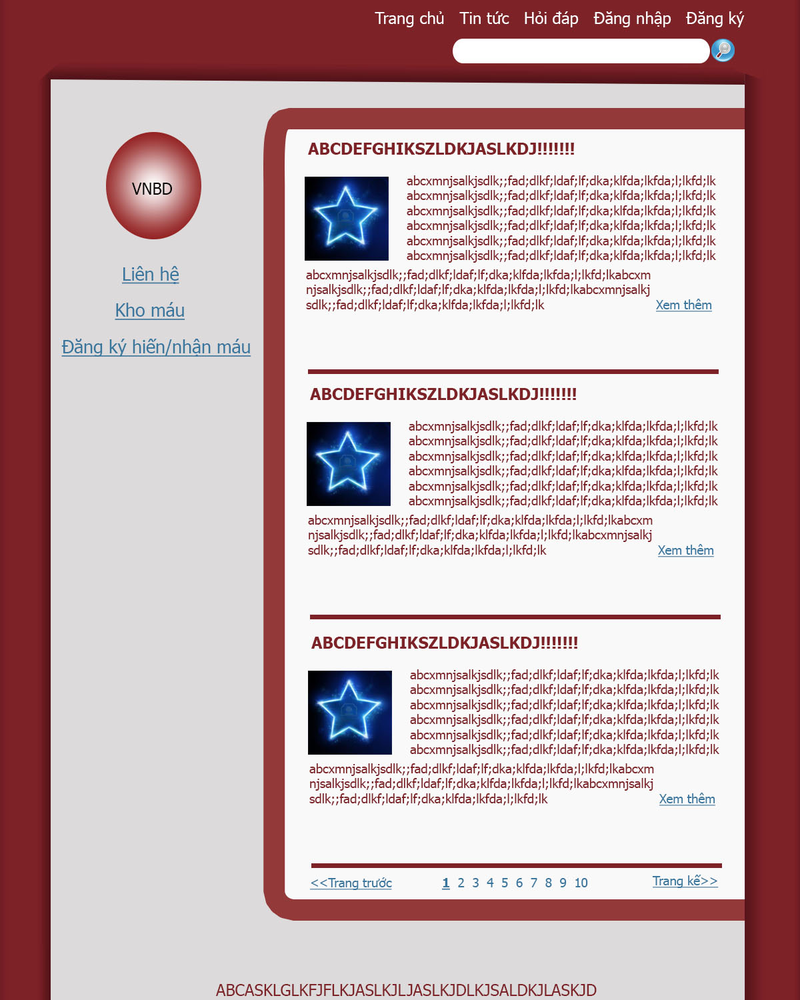 Trang chủ Tin tức Hỏi đáp Đăng nhập Đăng ký
VNBD
Liên hệ
Kho máu
Đăng ký hiến/nhận máu
ABCDEFGHIKSZLDKJASLKDJ!!!!!!!
abcxmnjsalkjsdlk;;fad;dlkf;ldaf;lf;dka;klfda;lkfda;l;lkfd;lk
abcxmnjsalkjsdlk;;fad;dlkf;ldaf;lf;dka;klfda;lkfda;l;lkfd;lk
abcxmnjsalkjsdlk;;fad;dlkf;ldaf;lf;dka;klfda;lkfda;l;lkfd;lk
abcxmnjsalkjsdlk;;fad;dlkf;ldaf;lf;dka;klfda;lkfda;l;lkfd;lk
abcxmnjsalkjsdlk;;fad;dlkf;ldaf;lf;dka;klfda;lkfda;l;lkfd;lk
abcxmnjsalkjsdlk;;fad;dlkf;ldaf;lf;dka;klfda;lkfda;l;lkfd;lk
abcxmnjsalkjsdlk;;fad;dlkf;ldaf;lf;dka;klfda;lkfda;l;lkfd;lkabcxm
njsalkjsdlk;;fad;dlkf;ldaf;lf;dka;klfda;lkfda;l;lkfd;lkabcxmnjsalkj
sdlk;;fad;dlkf;ldaf;lf;dka;klfda;lkfda;l;lkfd;lk Xem thêm
ABCDEFGHIKSZLDKJASLKDJ!!!!!!!
abcxmnjsalkjsdlk;;fad;dlkf;ldaf;lf;dka;klfda;lkfda;l;lkfd;lk
abcxmnjsalkjsdlk;;fad;dlkf;ldaf;lf;dka;klfda;lkfda;l;lkfd;lk
abcxmnjsalkjsdlk;;fad;dlkf;ldaf;lf;dka;klfda;lkfda;l;lkfd;lk
abcxmnjsalkjsdlk;;fad;dlkf;ldaf;lf;dka;klfda;lkfda;l;lkfd;lk
abcxmnjsalkjsdlk;;fad;dlkf;ldaf;lf;dka;klfda;lkfda;l;lkfd;lk
abcxmnjsalkjsdlk;;fad;dlkf;ldaf;lf;dka;klfda;lkfda;l;lkfd;lk
abcxmnjsalkjsdlk;;fad;dlkf;ldaf;lf;dka;klfda;lkfda;l;lkfd;lkabcxm
njsalkjsdlk;;fad;dlkf;ldaf;lf;dka;klfda;lkfda;l;lkfd;lkabcxmnjsalkj
sdlk;;fad;dlkf;ldaf;lf;dka;klfda;lkfda;l;lkfd;lk Xem thêm
ABCDEFGHIKSZLDKJASLKDJ!!!!!!!
abcxmnjsalkjsdlk;;fad;dlkf;ldaf;lf;dka;klfda;lkfda;l;lkfd;lk
abcxmnjsalkjsdlk;;fad;dlkf;ldaf;lf;dka;klfda;lkfda;l;lkfd;lk
abcxmnjsalkjsdlk;;fad;dlkf;ldaf;lf;dka;klfda;lkfda;l;lkfd;lk
abcxmnjsalkjsdlk;;fad;dlkf;ldaf;lf;dka;klfda;lkfda;l;lkfd;lk
abcxmnjsalkjsdlk;;fad;dlkf;ldaf;lf;dka;klfda;lkfda;l;lkfd;lk
abcxmnjsalkjsdlk;;fad;dlkf;ldaf;lf;dka;klfda;lkfda;l;lkfd;lk
abcxmnjsalkjsdlk;;fad;dlkf;ldaf;lf;dka;klfda;lkfda;l;lkfd;lkabcxm
njsalkjsdlk;;fad;dlkf;ldaf;lf;dka;klfda;lkfda;l;lkfd;lkabcxmnjsalkj
sdlk;;fad;dlkf;ldaf;lf;dka;klfda;lkfda;l;lkfd;lk Xem thêm
<<Trang trước 1 2 3 4 5 6 7 8 9 10 Trang kế>>
ABCASKLGLKFJFLKJASLKJLJASLKJDLKJSALDKJLASKJD